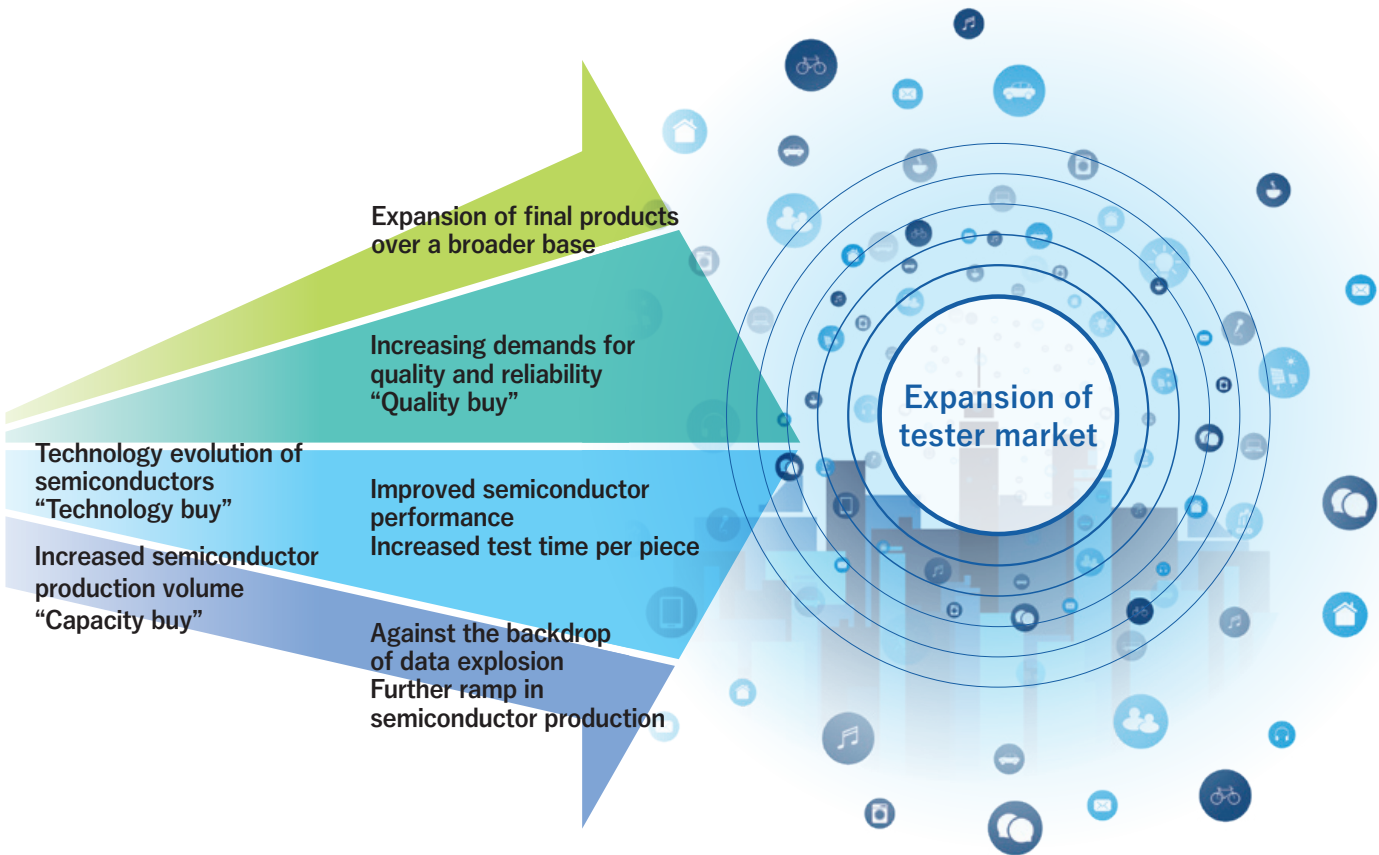 Expansion of final products
over a broader base
Increasing demands for
quality and reliability
“Quality buy”
Technology evolution of
semiconductors
“Technology buy”
Improved semiconductor
performance
Increased test time per piece
Increased semiconductor
production volume
“Capacity buy”
Against the backdrop
of data explosion
Further ramp in
semiconductor production
Expansion of
tester market